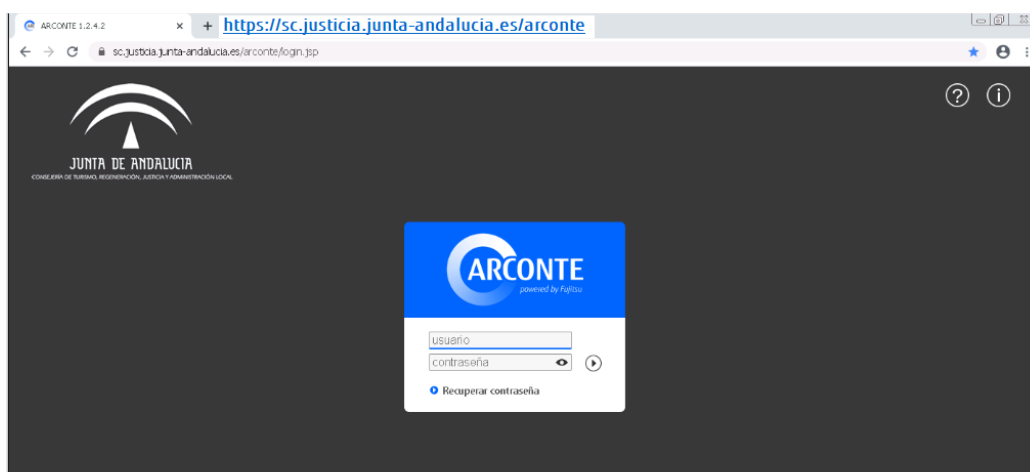 ARCONTE 1.2.4.2
https://sc.justicia.junta-andalucia.es/arconte
sc.justicia.junta-andalucia.es/arconte/login.jsp
JUNTA DE ANDALUCIA
CONSEJERÍA DE TURISMO, REGENERACIÓN, JUSTICIA Y ADMINISTRACIÓN LOCAL
ARCONTE
powered by Fujitsu
usuario
contraseña
Recuperar contraseña